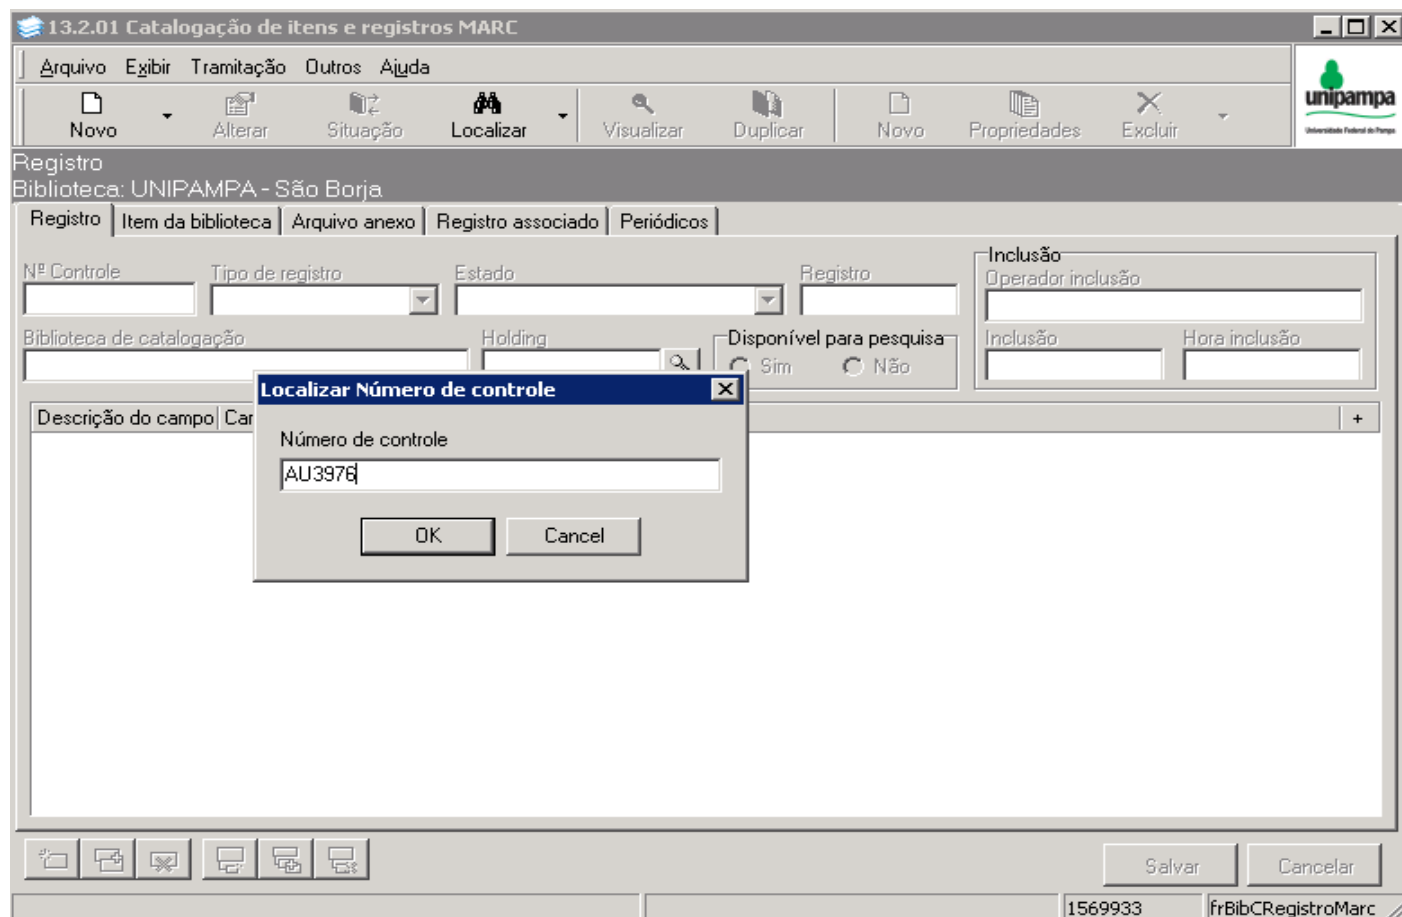 13.2.01 Catalogação de itens e registros MARC
Arquivo Exibir Tramitação Outros Ajuda
Novo Alterar Situação Localizar Visualizar Duplicar Novo Propriedades Excluir
unipampa
Universidade Federal do Pampa
Registro
Biblioteca: UNIPAMPA - São Borja
Registro Item da biblioteca Arquivo anexo Registro associado Periódicos
Nº Controle Tipo de registro Estado Registro
Inclusão
Operador inclusão
Biblioteca de catalogação Holding Disponível para pesquisa Inclusão Hora inclusão
Sim Não
Localizar Número de controle
Descrição do campo Car +
Número de controle
AU3976
OK Cancel
Salvar Cancelar
1569933 frBibCRegistroMarc